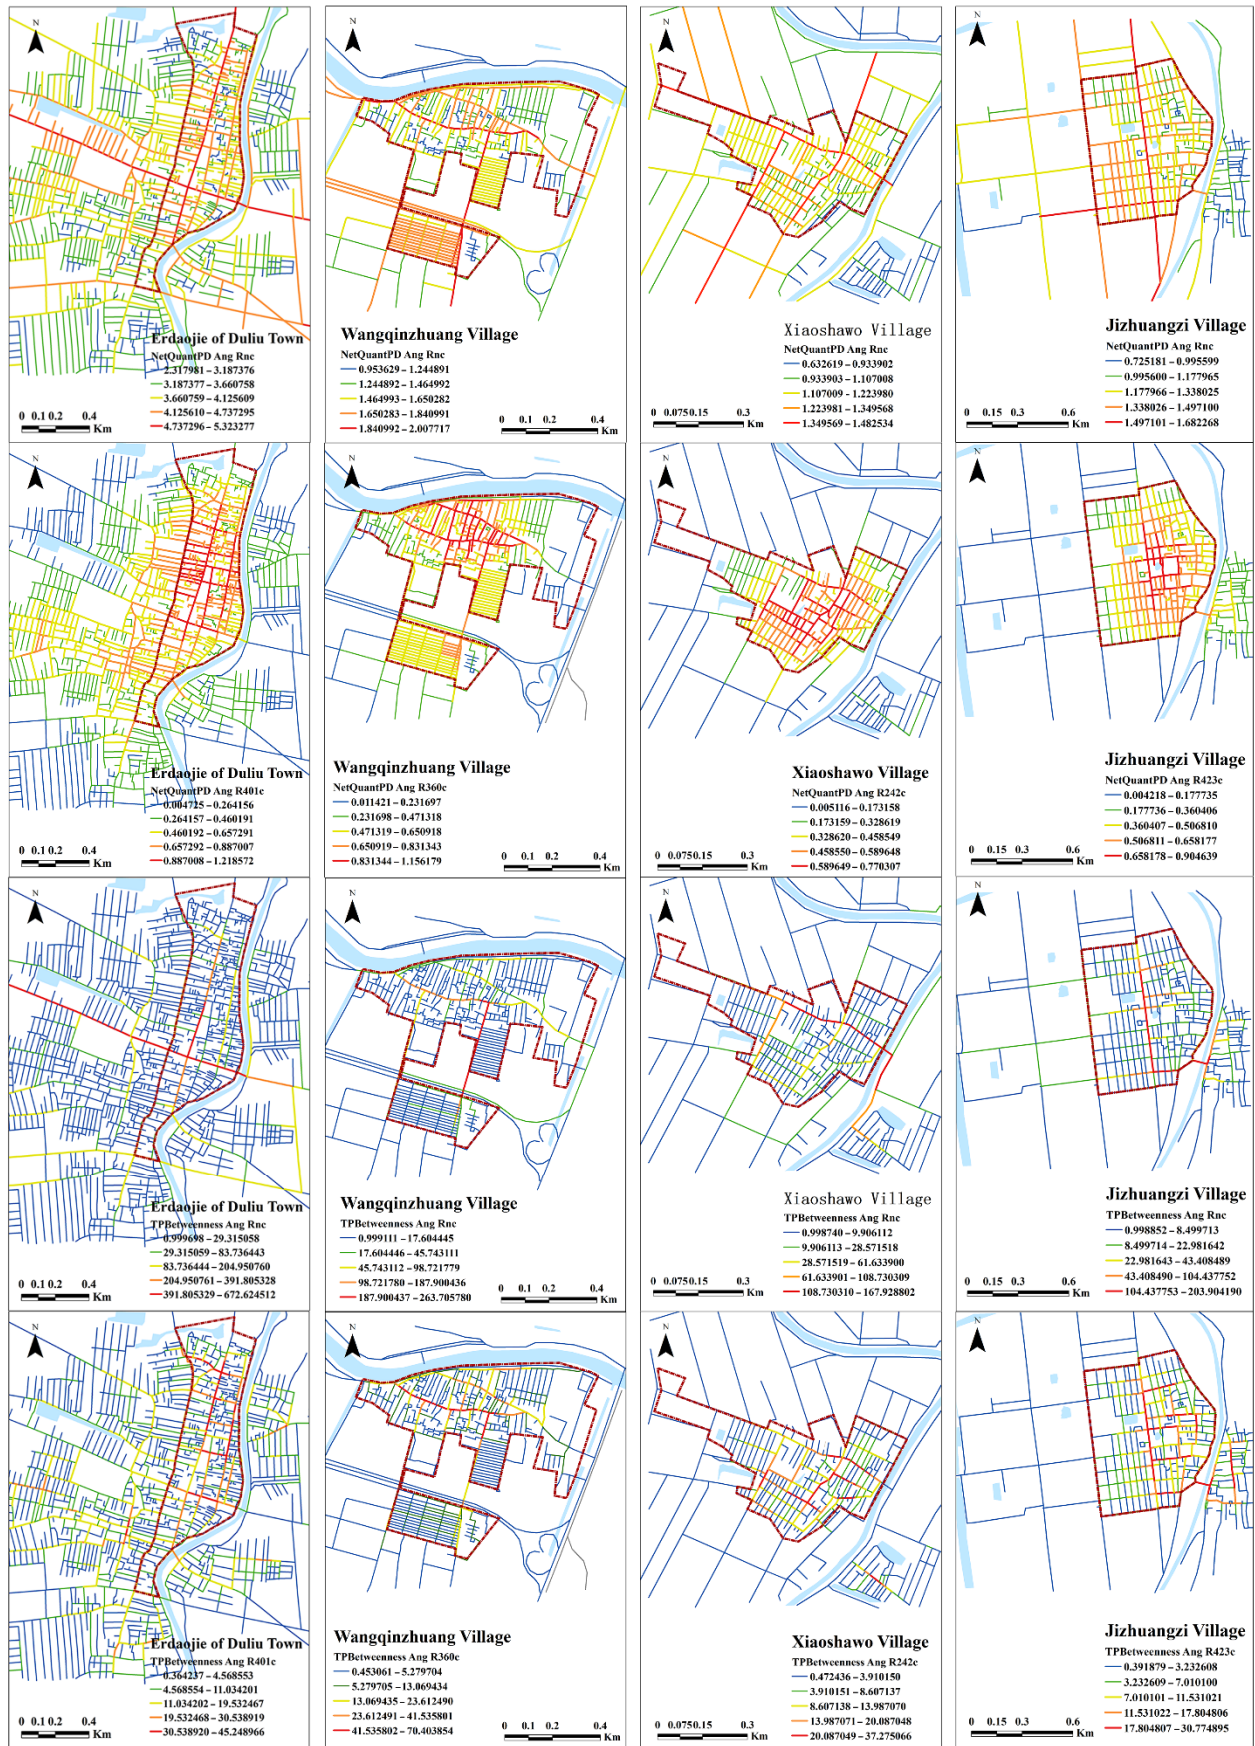 N
Erdaojie of Duliu Town
NetQuantPD Ang Rnc
2.317981 – 3.187376
3.187377 – 3.660758
3.660759 – 4.125609
4.125610 – 4.737295
4.737296 – 5.323277
0 0.1 0.2 0.4
Km
N
Wangqinzhuang Village
NetQuantPD Ang Rnc
0.953629 – 1.244891
1.244892 – 1.464992
1.464993 – 1.650282
1.650283 – 1.840991
1.840992 – 2.007717
0 0.2 0.4
Km
N
Xiaoshawo Village
NetQuantPD Ang Rnc
0.632619 – 0.933902
0.933903 – 1.107008
1.107009 – 1.223980
1.223981 – 1.349568
1.349569 – 1.482534
0 0.075 0.15 0.3
Km
N
Jizhuangzi Village
NetQuantPD Ang Rnc
0.725181 – 0.995599
0.995600 – 1.177965
1.177966 – 1.338025
1.338026 – 1.497100
1.497101 – 1.682268
0 0.15 0.3 0.6
Km
N
Erdaojie of Duliu Town
NetQuantPD Ang R401c
0.004725 – 0.264156
0.264157 – 0.460191
0.460192 – 0.657291
0.657292 – 0.887007
0.887008 – 1.218572
0 0.1 0.2 0.4
Km
N
Wangqinzhuang Village
NetQuantPD Ang R360c
0.011421 – 0.231697
0.231698 – 0.471318
0.471319 – 0.650918
0.650919 – 0.831343
0.831344 – 1.156179
0 0.2 0.4
Km
N
Xiaoshawo Village
NetQuantPD Ang R242c
0.005116 – 0.173158
0.173159 – 0.328619
0.328620 – 0.458549
0.458550 – 0.589648
0.589649 – 0.770307
0 0.075 0.15 0.3
Km
N
Jizhuangzi Village
NetQuantPD Ang R423c
0.004218 – 0.177735
0.177736 – 0.360406
0.360407 – 0.506810
0.506811 – 0.658177
0.658178 – 0.904639
0 0.15 0.3 0.6
Km
N
Erdaojie of Duliu Town
TPBetweenness Ang Rnc
0.999698 – 29.315058
29.315059 – 83.736443
83.736444 – 204.950760
204.950761 – 391.805328
391.805329 – 672.624512
0 0.1 0.2 0.4
Km
N
Wangqinzhuang Village
TPBetweenness Ang Rnc
0.999111 – 17.604445
17.604446 – 45.743111
45.743112 – 98.721779
98.721780 – 187.900436
187.900437 – 263.705780
0 0.2 0.4
Km
N
Xiaoshawo Village
TPBetweenness Ang Rnc
0.998740 – 9.906112
9.906113 – 28.571518
28.571519 – 61.633900
61.633901 – 108.730309
108.730310 – 167.928802
0 0.075 0.15 0.3
Km
N
Jizhuangzi Village
TPBetweenness Ang Rnc
0.998852 – 8.499713
8.499714 – 22.981642
22.981643 – 43.408489
43.408490 – 104.437752
104.437753 – 203.904190
0 0.15 0.3 0.6
Km
N
Erdaojie of Duliu Town
TPBetweenness Ang R401c
0.364237 – 4.568553
4.568554 – 11.034201
11.034202 – 19.532467
19.532468 – 30.538919
30.538920 – 45.248966
0 0.1 0.2 0.4
Km
N
Wangqinzhuang Village
TPBetweenness Ang R360c
0.453061 – 5.279704
5.279705 – 13.069434
13.069435 – 23.612490
23.612491 – 41.535801
41.535802 – 70.403854
0 0.2 0.4
Km
N
Xiaoshawo Village
TPBetweenness Ang R242c
0.472436 – 3.910150
3.910151 – 8.607137
8.607138 – 13.987070
13.987071 – 20.087048
20.087049 – 37.275066
0 0.075 0.15 0.3
Km
N
Jizhuangzi Village
TPBetweenness Ang R423c
0.391879 – 3.232608
3.232609 – 7.010100
7.010101 – 11.531021
11.531022 – 17.804806
17.804807 – 30.774895
0 0.15 0.3 0.6
Km